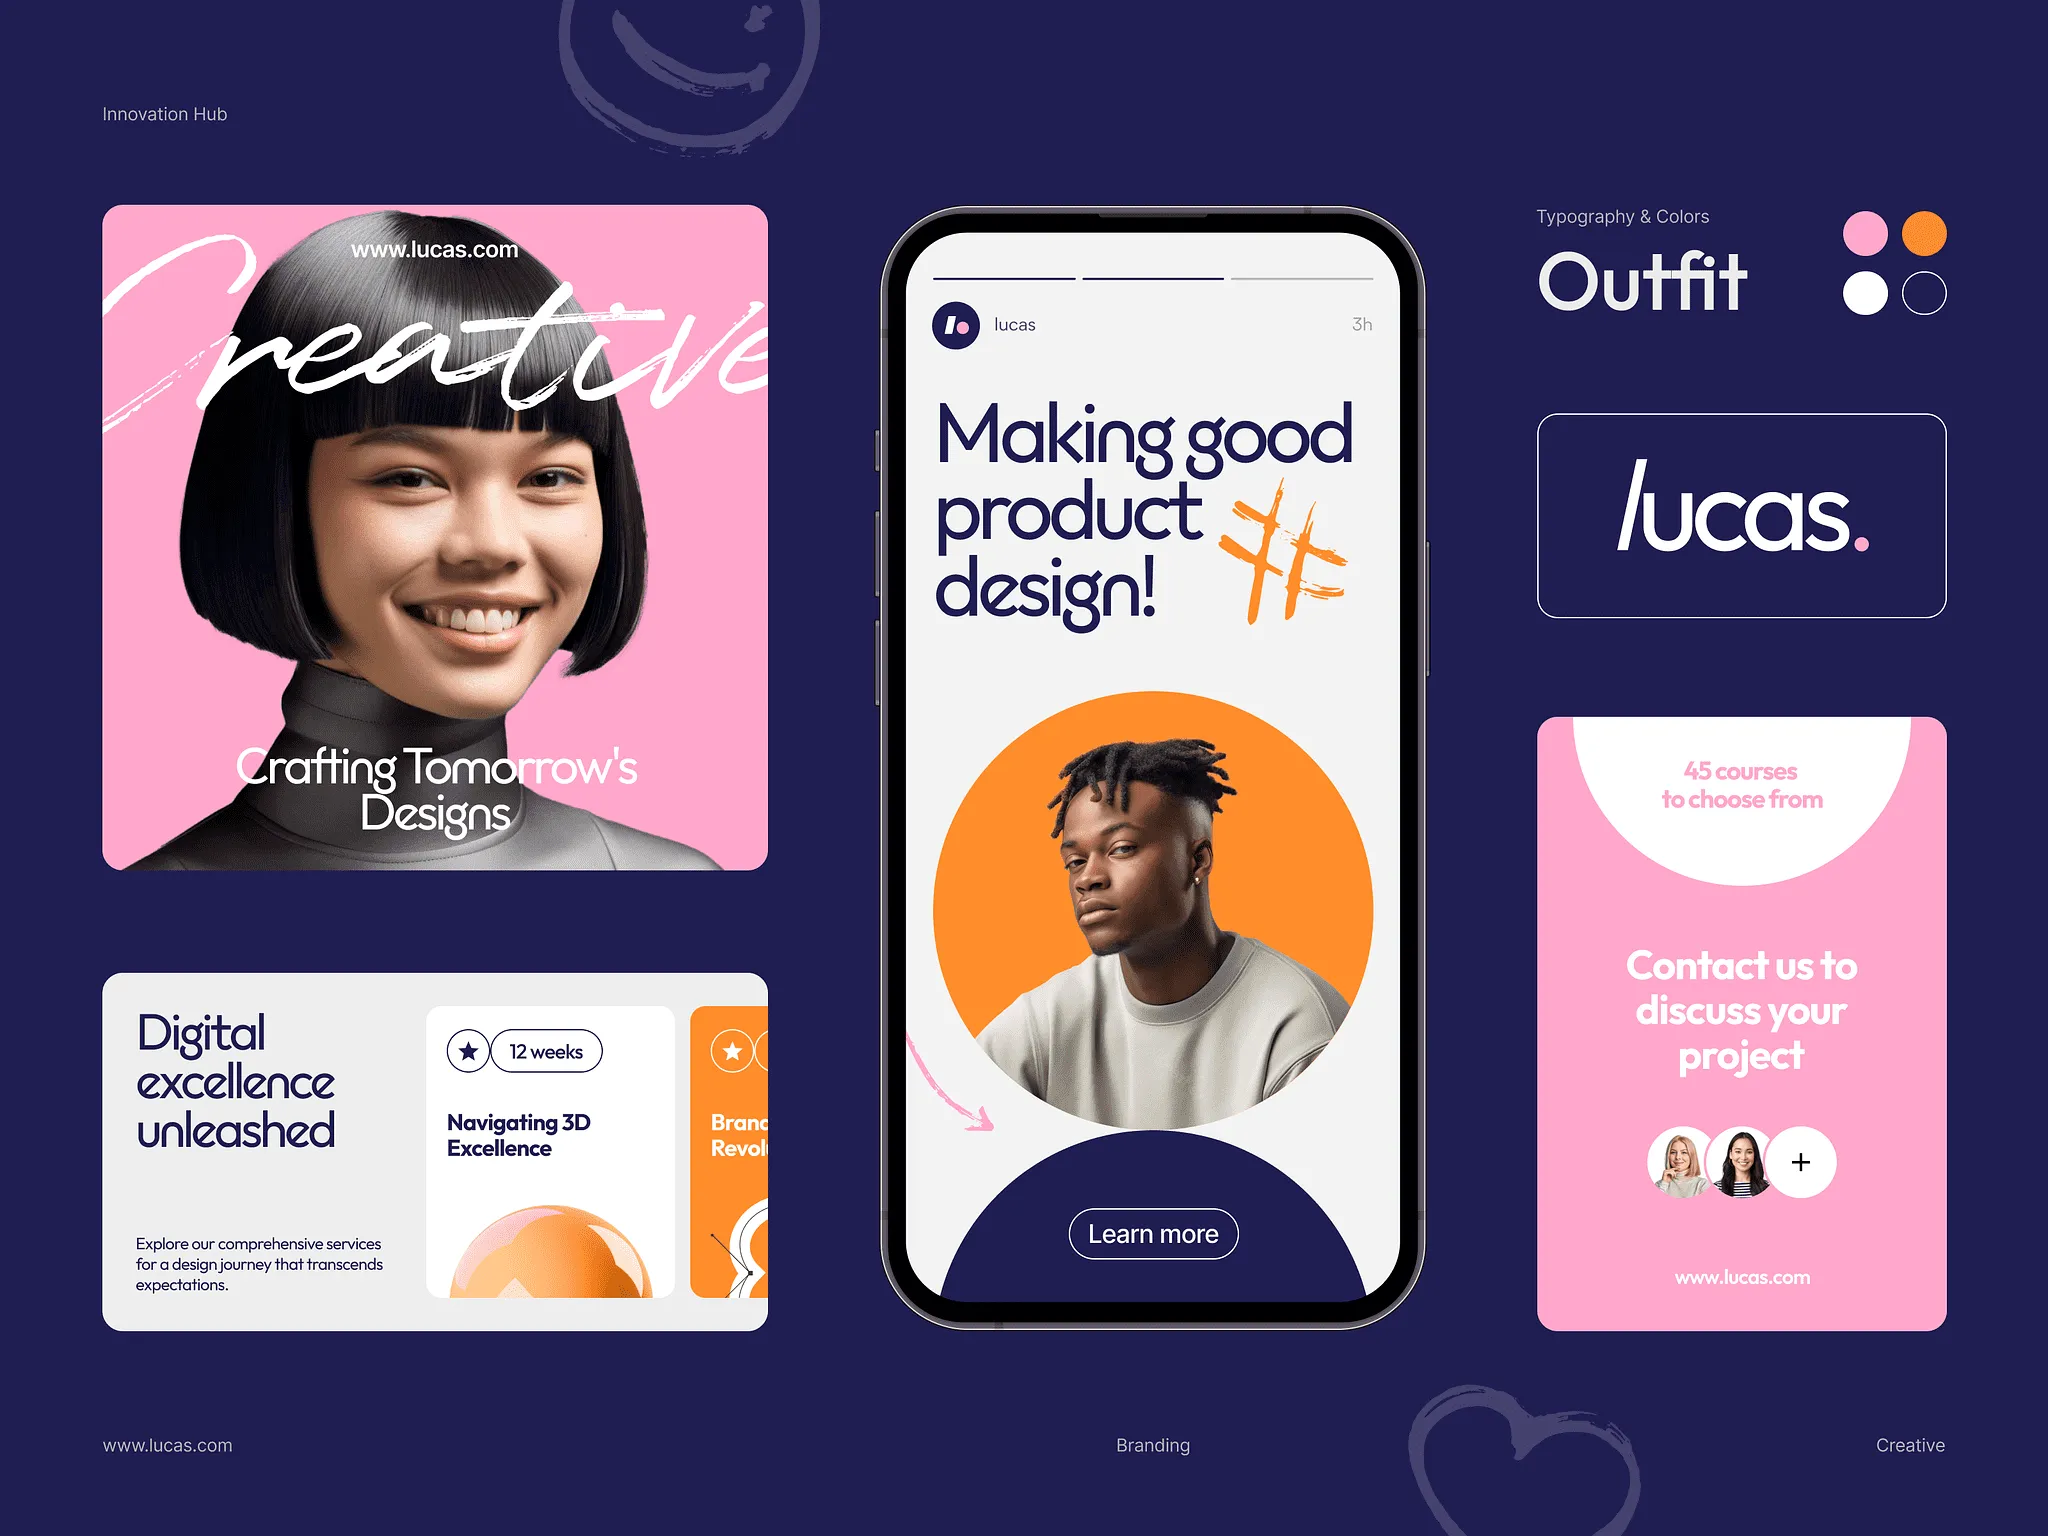 Innovation Hub
www.lucas.com
Creative
Crafting Tomorrow's
Designs
Digital
excellence
unleashed
Explore our comprehensive services
for a design journey that transcends
expectations.
12 weeks
Navigating 3D
Excellence
Brand
Revol
lucas
3h
Making good
product
design!
Learn more
Typography & Colors
Outfit
lucas.
45 courses
to choose from
Contact us to
discuss your
project
+
www.lucas.com
www.lucas.com
Branding
Creative